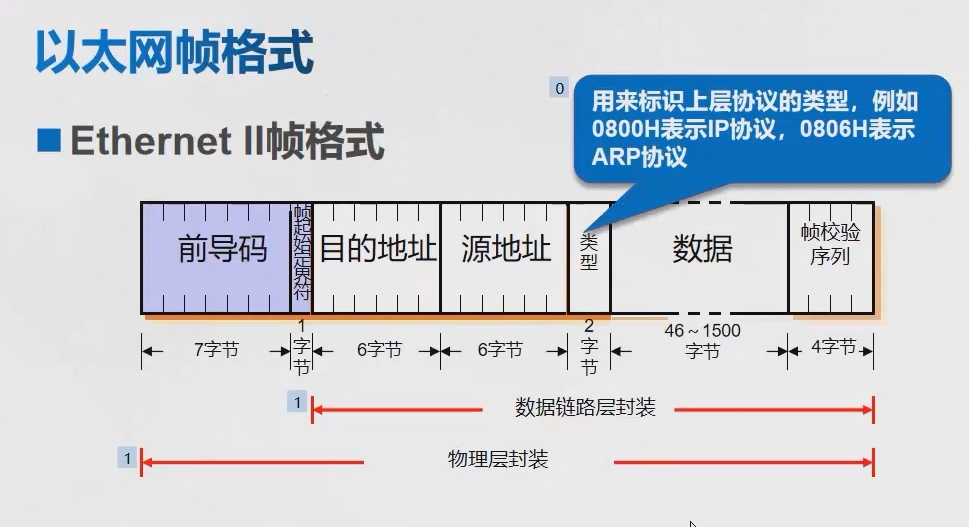 以太网帧格式
0
用来标识上层协议的类型，例如
0800H表示IP协议，0806H表示
ARP协议
Ethernet II帧格式
前导码
帧起始定界符
目的地址
源地址
类型
数据
帧校验
序列
7字节
1字节
6字节
6字节
2字节
46～1500
字节
4字节
1
数据链路层封装
1
物理层封装